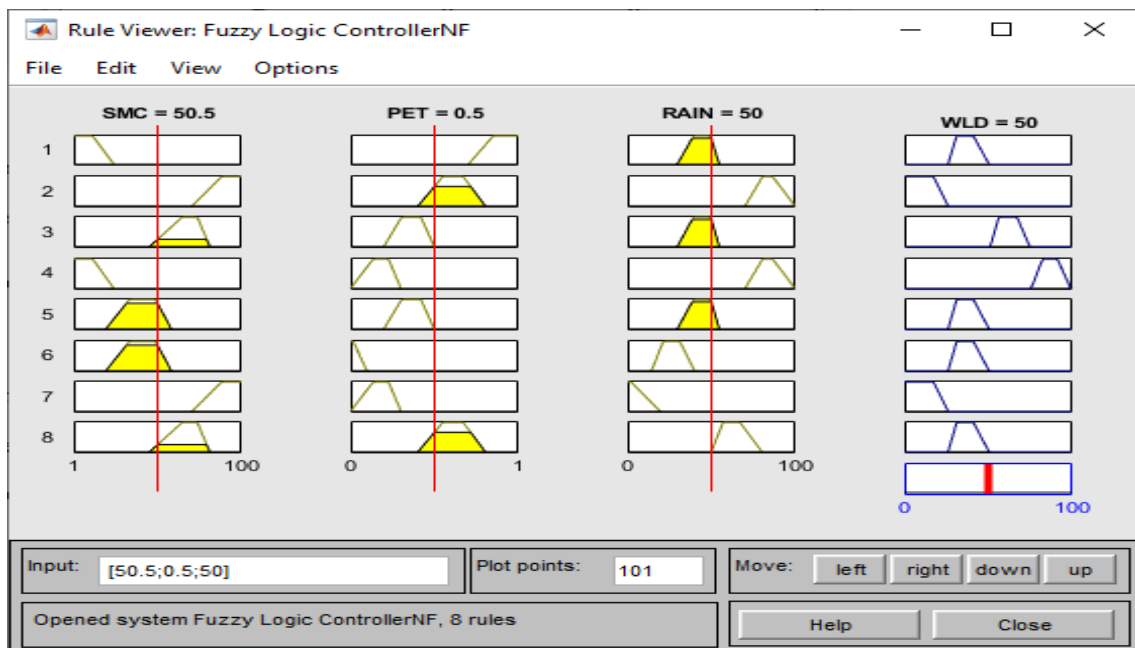 Rule Viewer: Fuzzy Logic ControllerNF
File Edit View Options
SMC = 50.5 PET = 0.5 RAIN = 50 WLD = 50
1
2
3
4
5
6
7
8
1 100 0 1 0 100
0 100
Input: [50.5;0.5;50] Plot points: 101 Move: left right down up
Opened system Fuzzy Logic ControllerNF, 8 rules Help Close